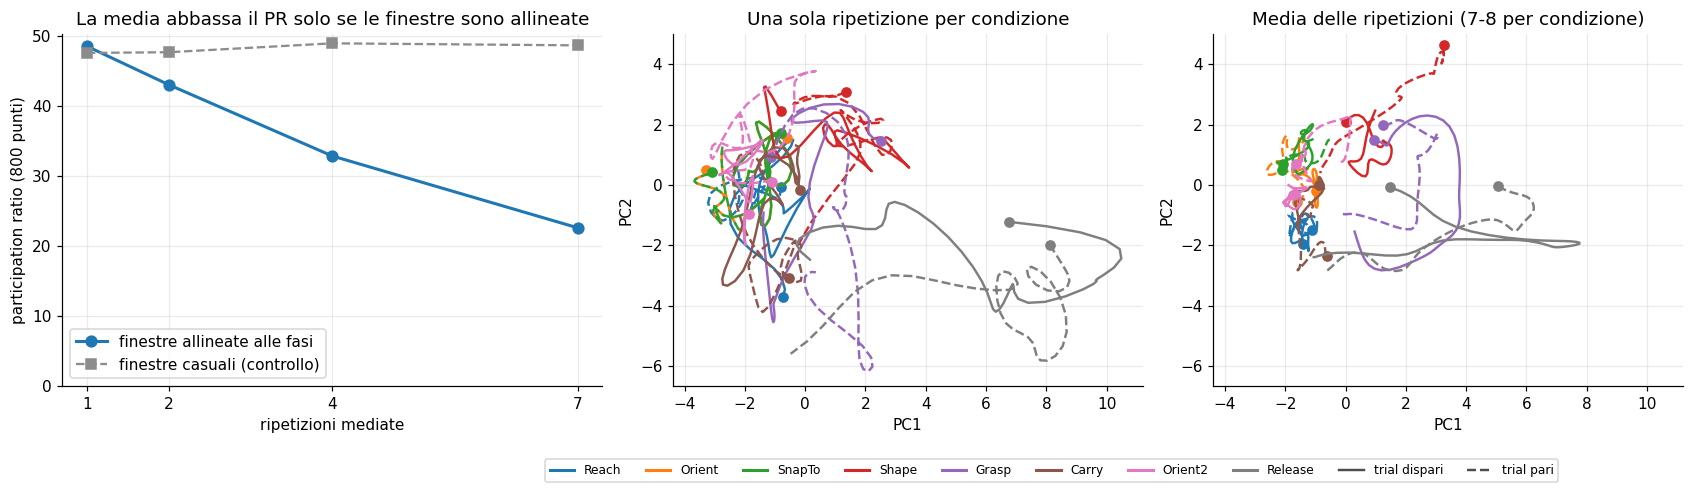 La media abbassa il PR solo se le finestre sono allineate
participation ratio (800 punti)
50
40
30
20
10
0
finestre allineate alle fasi
finestre casuali (controllo)
1 2 4 7
ripetizioni mediate
Una sola ripetizione per condizione
PC2
4
2
0
−2
−4
−6
−4 −2 0 2 4 6 8 10
PC1
Media delle ripetizioni (7-8 per condizione)
PC2
4
2
0
−2
−4
−6
−4 −2 0 2 4 6 8 10
PC1
Reach Orient SnapTo Shape Grasp Carry Orient2 Release trial dispari trial pari